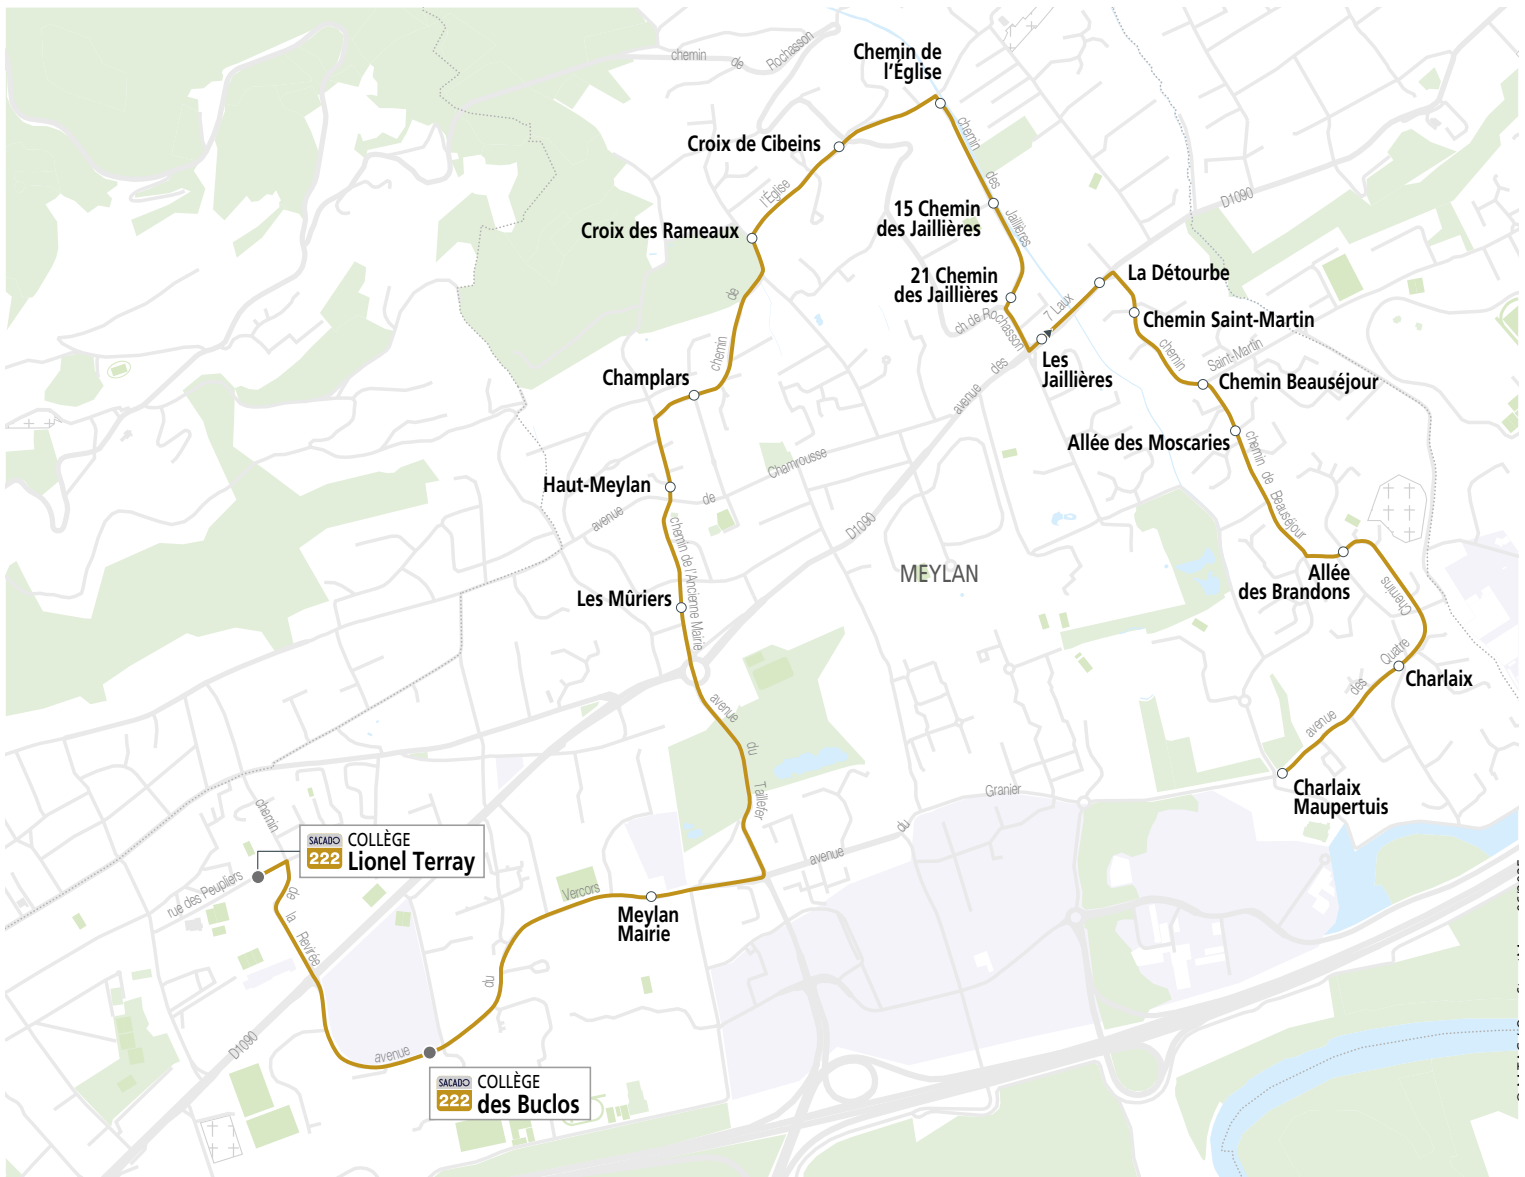 chemin de Rochasson
Chemin de
l'Église
Croix de Cibeins
chemin des Jaillières
l'Église
15 Chemin
des Jaillières
D1090
Croix des Rameaux
21 Chemin
des Jaillières
La Détourbe
7 Laux
ch de Rochasson
Chemin Saint-Martin
de
chemin
Les
Jaillières
chemin
Saint-Martin
Chemin Beauséjour
Champlars
avenue des
Allée des Moscaries
chemin de Beauséjour
Haut-Meylan
avenue de Chamrousse
D1090
chemin de l'Ancienne Mairie
MEYLAN
Allée
des Brandons
Les Mûriers
Chemins
Quatre
des
avenue
Charlaix
avenue du Taillefer
Charlaix
Maupertuis
avenue du Granier
chemin
SACADO
222
COLLÈGE
Lionel Terray
rue des Peupliers
de la Revirée
Vercors
du
avenue
Meylan
Mairie
D1090
SACADO
222
COLLÈGE
des Buclos